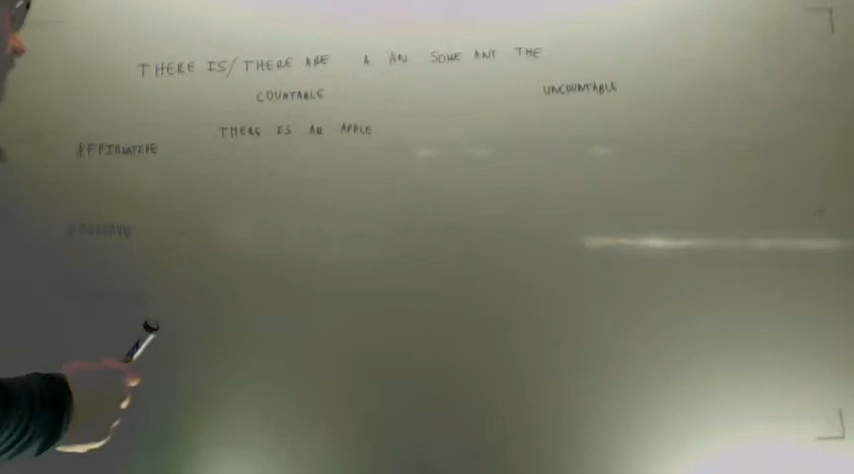 THERE IS/THERE ARE A AN SOME ANY THE
COUNTABLE UNCOUNTABLE
THERE IS AN APPLE
AFFIRMATIVE